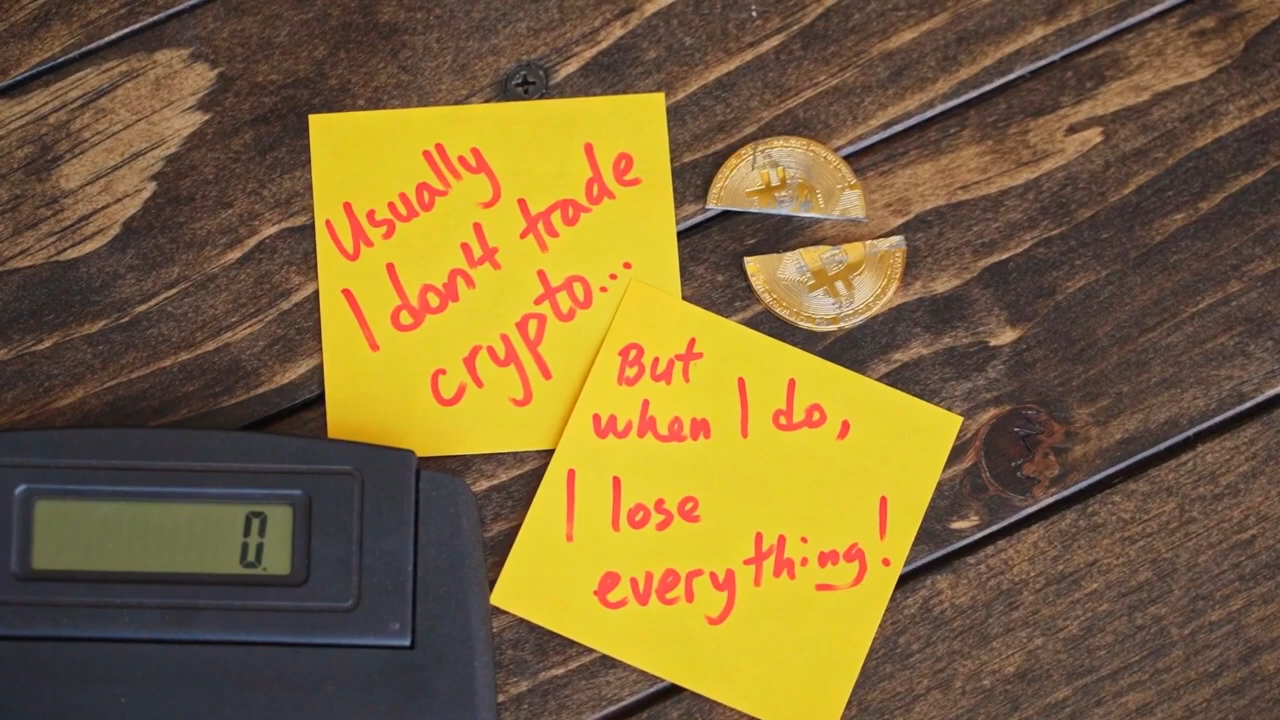 Usually
I don't trade
crypto...
But
when I do,
I lose
everything!
0.